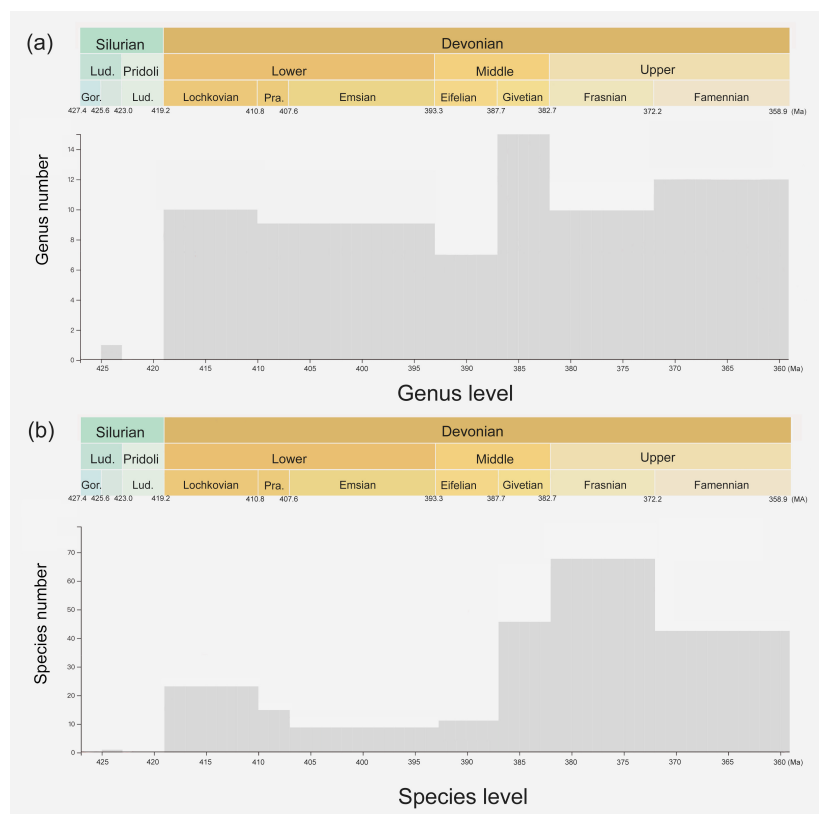 (a)
Silurian Devonian
Lud. Pridoli Lower Middle Upper
Gor. Lud. Lochkovian Pra. Emsian Eifelian Givetian Frasnian Famennian
427.4 425.6 423.0 419.2 410.8 407.6 393.3 387.7 382.7 372.2 358.9 (Ma)
Genus number
14
12
10
8
6
4
2
0
425 420 415 410 405 400 395 390 385 380 375 370 365 360 (Ma)
Genus level
(b)
Silurian Devonian
Lud. Pridoli Lower Middle Upper
Gor. Lud. Lochkovian Pra. Emsian Eifelian Givetian Frasnian Famennian
427.4 425.6 423.0 419.2 410.8 407.6 393.3 387.7 382.7 372.2 358.9 (MA)
Species number
70
60
50
40
30
20
10
0
425 420 415 410 405 400 395 390 385 380 375 370 365 360 (Ma)
Species level